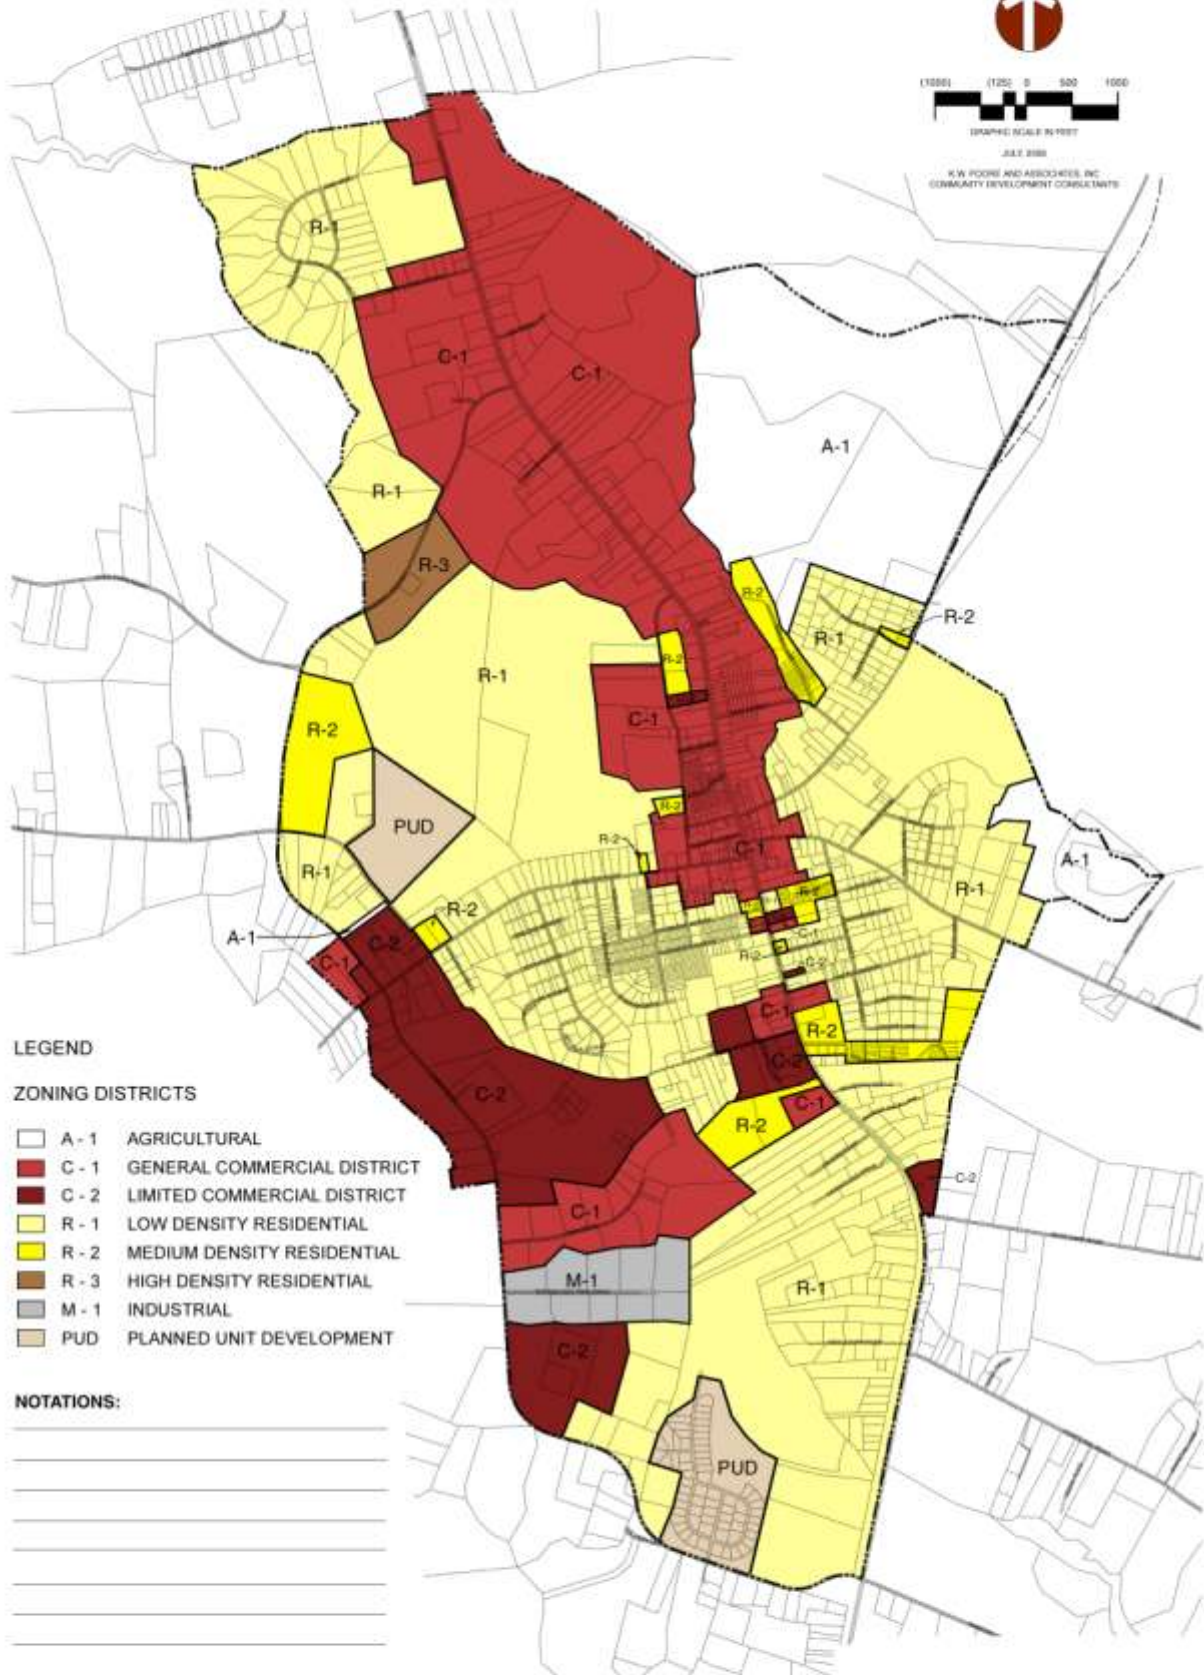 (1000) (125) 0 500 1000
GRAPHIC SCALE IN FEET
K.W. POORE AND ASSOCIATES, INC
COMMUNITY DEVELOPMENT CONSULTANTS
R-1
C-1
C-1
A-1
R-1
R-3
R-2
R-2
R-1
R-2
R-1
C-1
R-2
R-2
PUD
R-2
C-1
A-1
R-1
R-1
R-2
R-2
A-1
C-2
C-1
C-1
R-2
C-2
C-1
R-2
C-2
C-2
C-1
R-2
C-2
C-1
M-1
R-1
C-2
PUD
LEGEND
ZONING DISTRICTS
A - 1 AGRICULTURAL
C - 1 GENERAL COMMERCIAL DISTRICT
C - 2 LIMITED COMMERCIAL DISTRICT
R - 1 LOW DENSITY RESIDENTIAL
R - 2 MEDIUM DENSITY RESIDENTIAL
R - 3 HIGH DENSITY RESIDENTIAL
M - 1 INDUSTRIAL
PUD PLANNED UNIT DEVELOPMENT
NOTATIONS: